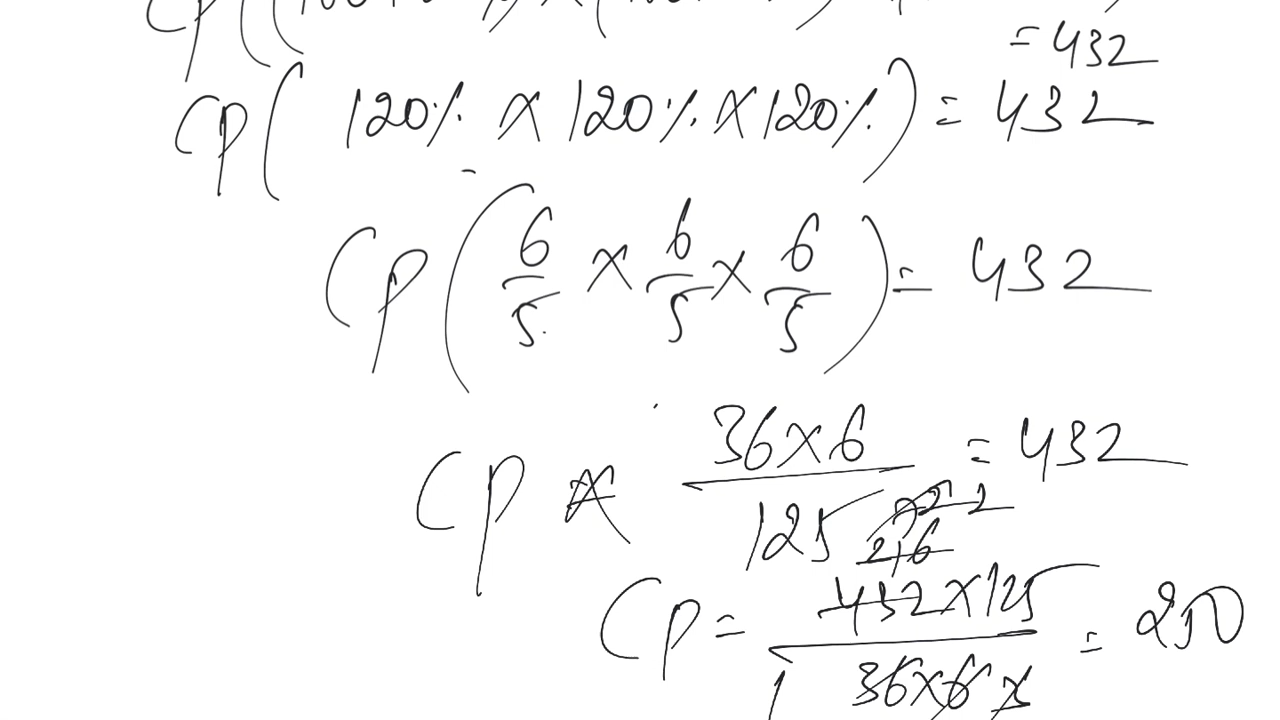 = 432
CP( 120% × 120% × 120% ) = 432
CP( 6/5 × 6/5 × 6/5 ) = 432
CP × 36×6/125 = 432
CP = 432×125/36×6 = 250